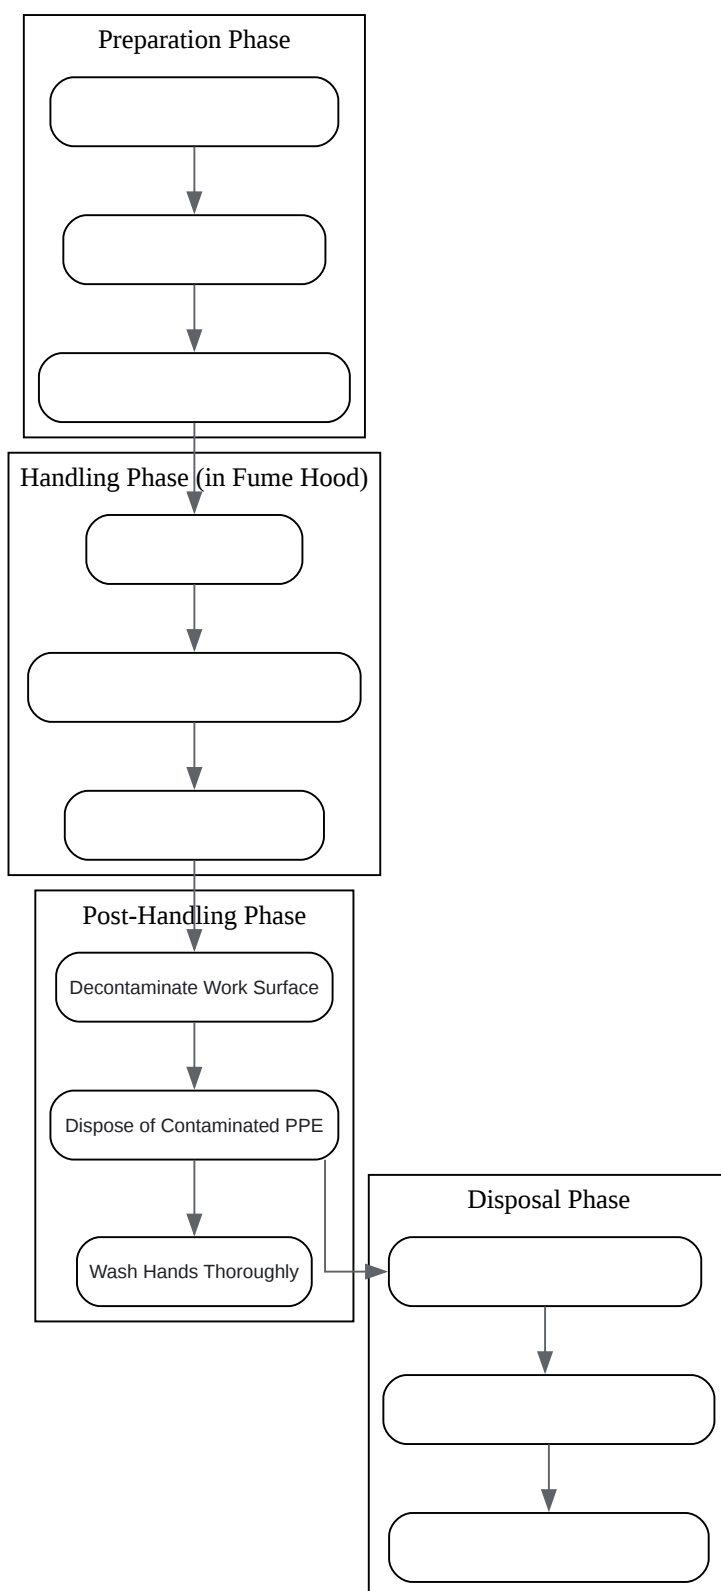 Preparation Phase
Handling Phase (in Fume Hood)
Post-Handling Phase
Decontaminate Work Surface
Dispose of Contaminated PPE
Disposal Phase
Wash Hands Thoroughly